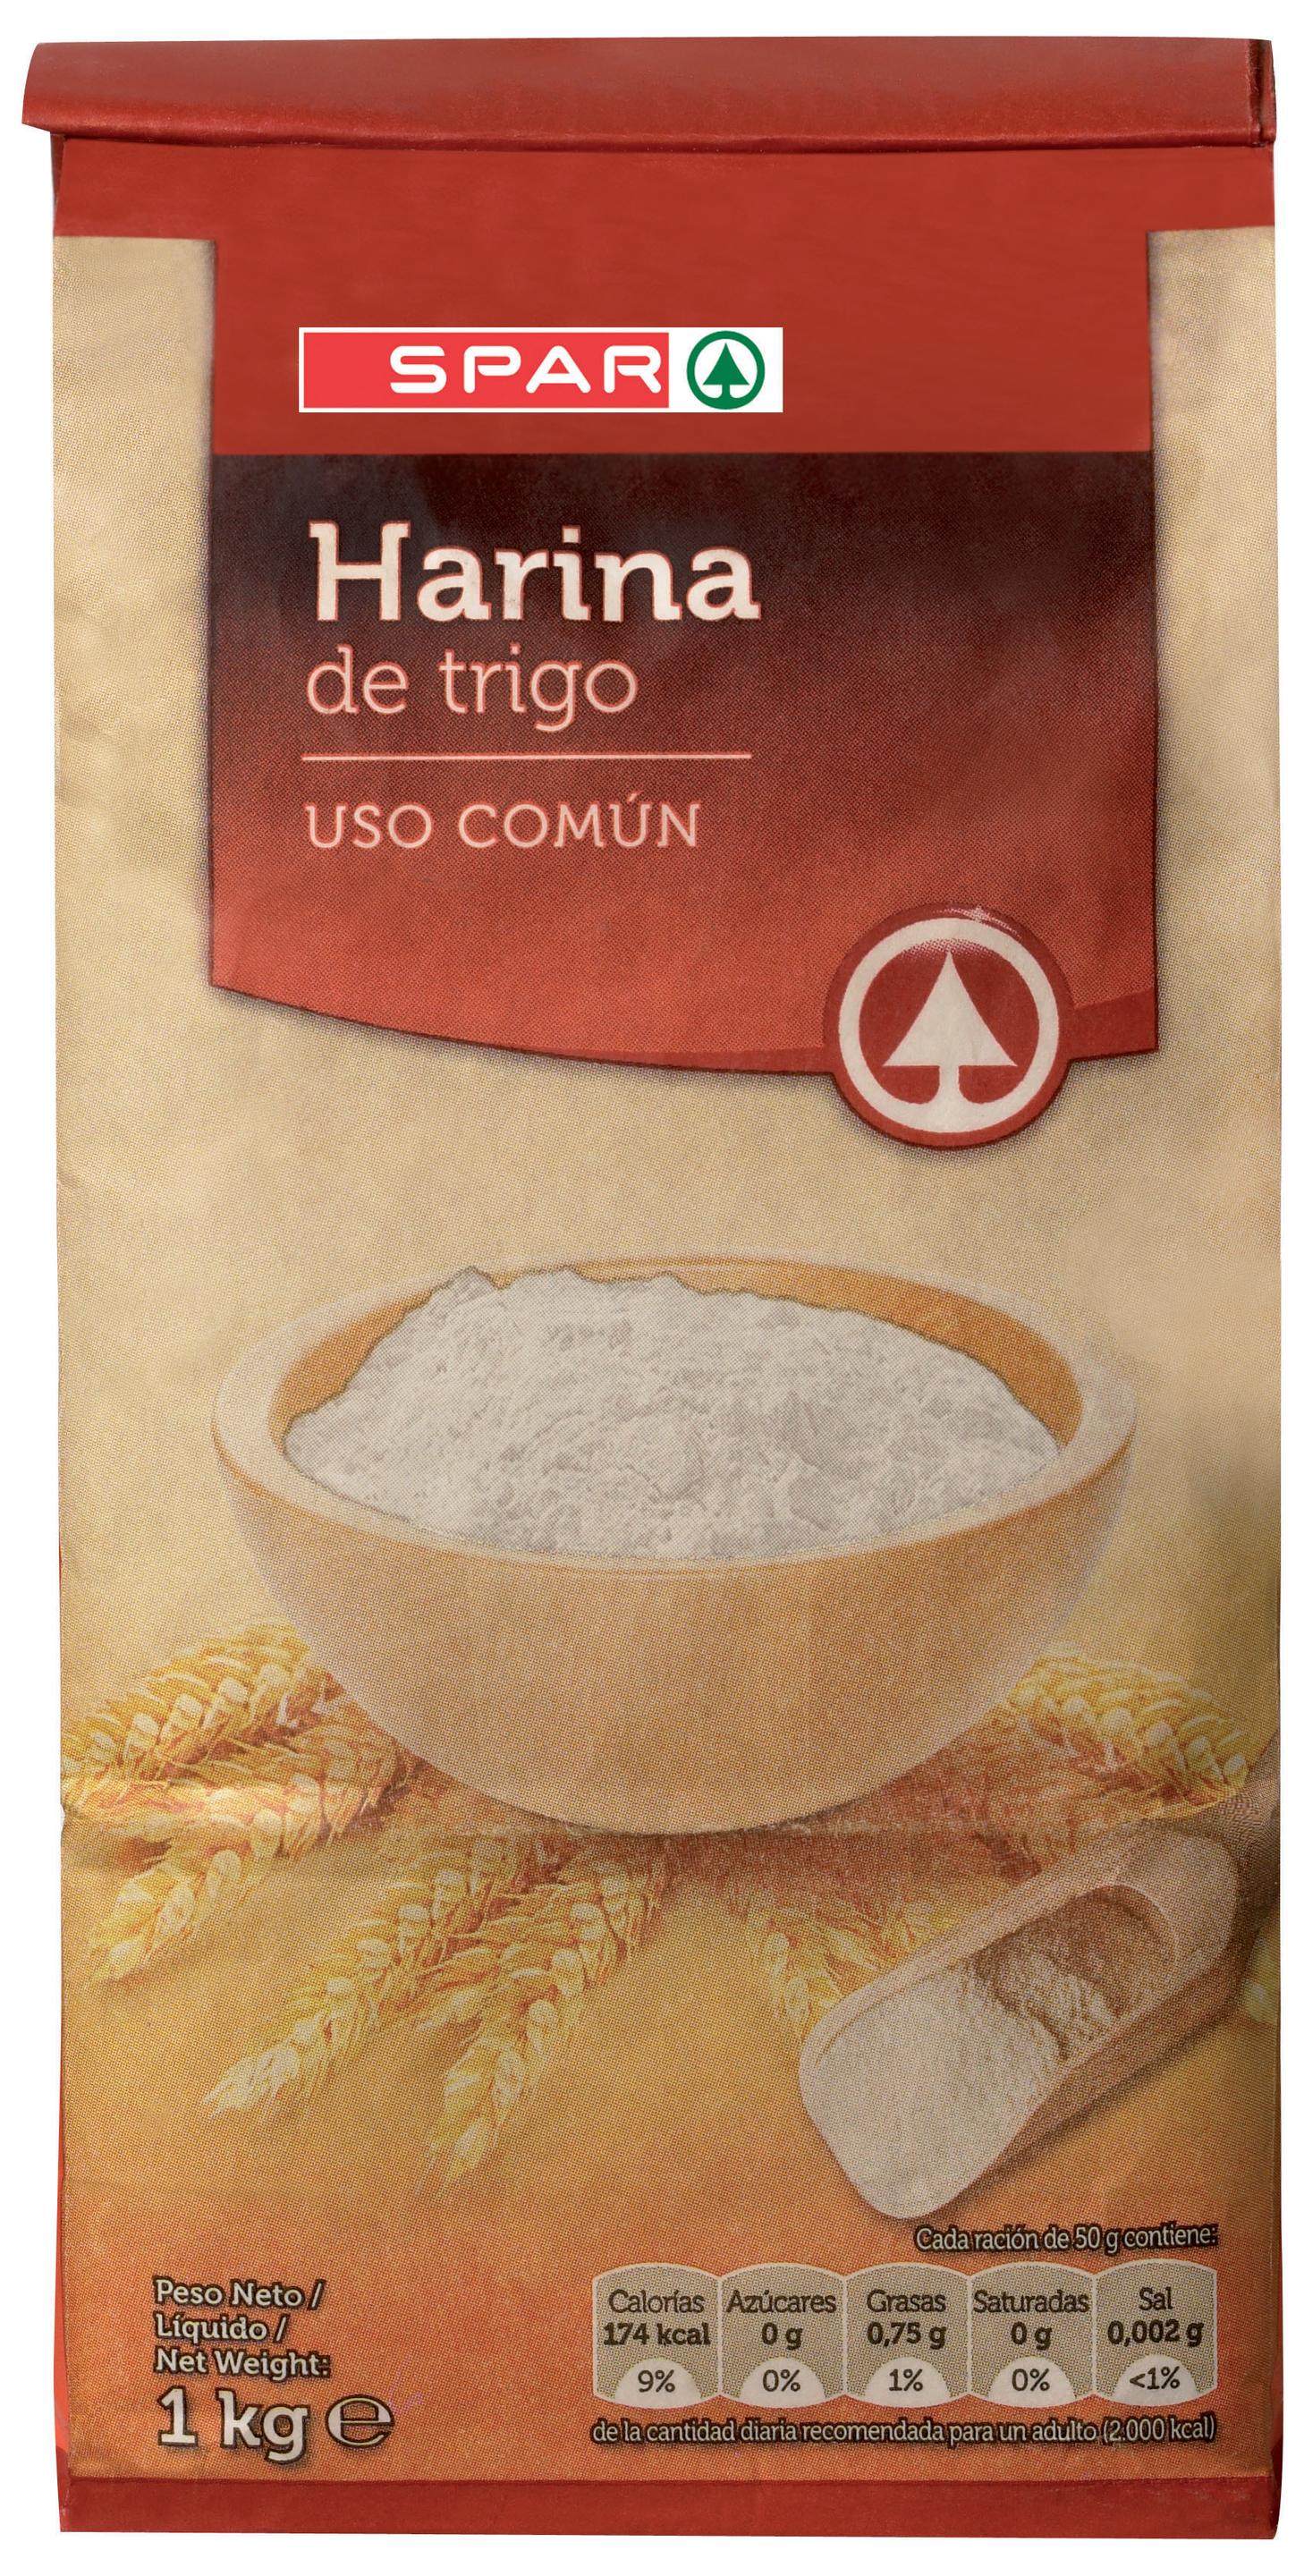 SPAR
Harina
de trigo
USO COMÚN
Cada ración de 50 g contiene:
Peso Neto /
Líquido /
Net Weight:
1 kg e
Calorías Azúcares Grasas Saturadas Sal
174 kcal 0 g 0,75 g 0 g 0,002 g
9% 0% 1% 0% <1%
de la cantidad diaria recomendada para un adulto (2.000 kcal)